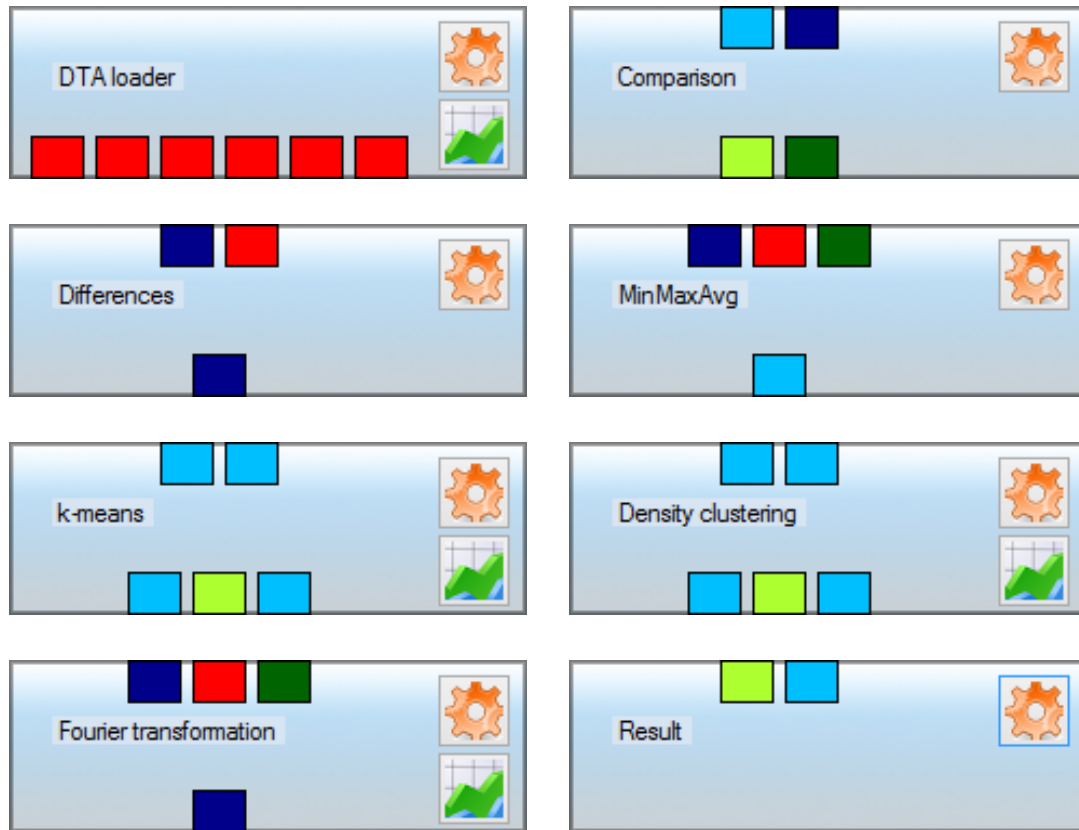 DTA loader
Comparison
Differences
MinMaxAvg
k-means
Density clustering
Fourier transformation
Result